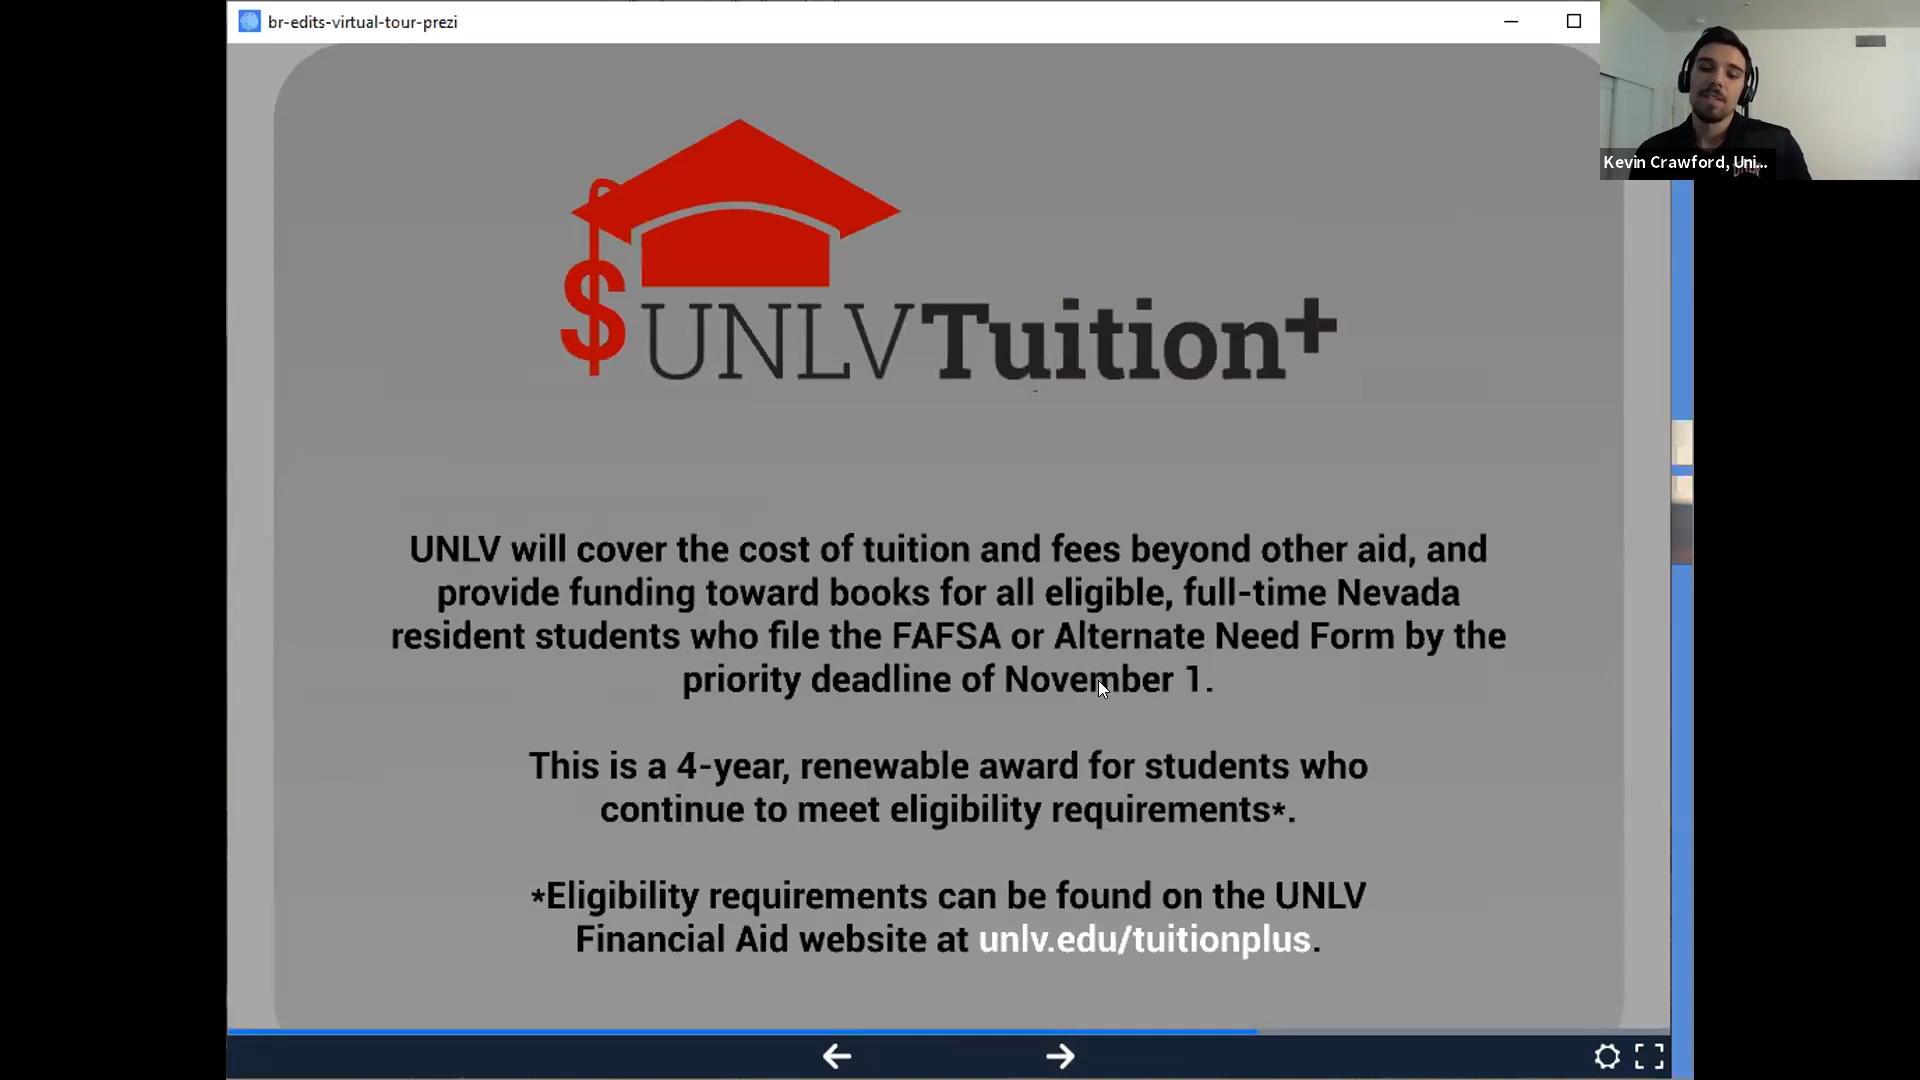 br-edits-virtual-tour-prezi
Kevin Crawford, Uni...
$ UNLVTuition+
UNLV will cover the cost of tuition and fees beyond other aid, and
provide funding toward books for all eligible, full-time Nevada
resident students who file the FAFSA or Alternate Need Form by the
priority deadline of November 1.
This is a 4-year, renewable award for students who
continue to meet eligibility requirements*.
*Eligibility requirements can be found on the UNLV
Financial Aid website at unlv.edu/tuitionplus.